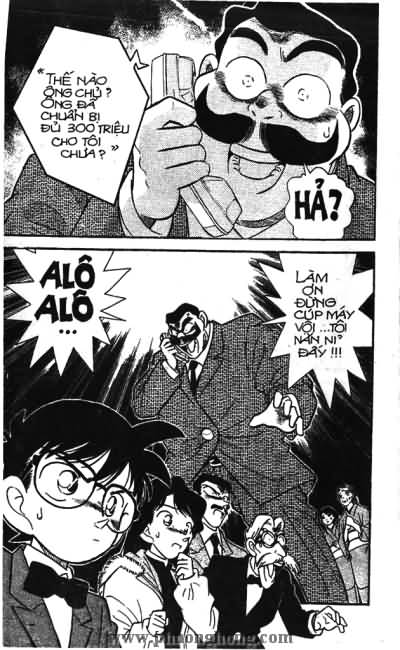 "THẾ NÀO
ÔNG CHỦ?
ÔNG ĐÃ
CHUẨN BỊ
ĐỦ 300 TRIỆU
CHO TÔI
CHƯA?"
HẢ?
ALÔ
ALÔ
...
LÀM
ƠN
ĐỪNG
CÚP MÁY
VỘI ...TÔI
NĂN NỈ
ĐẤY !!!
www.phuonghong.com